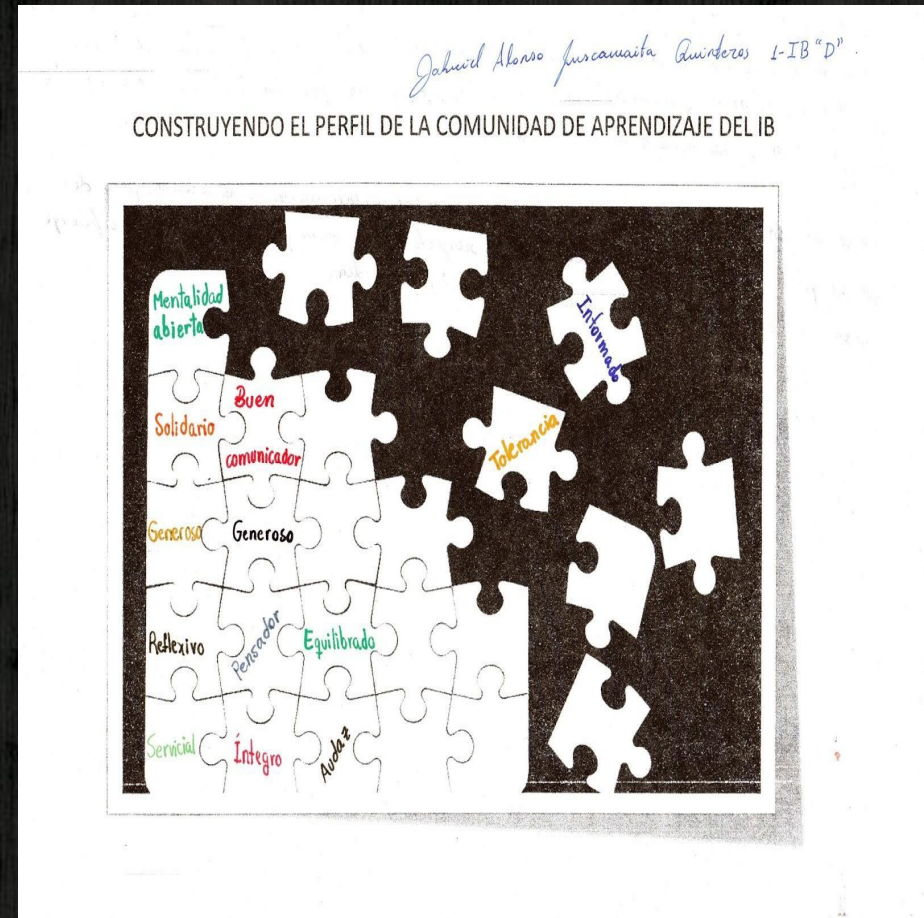 Jahuiel Alonso Juscamaita Quinteros 1-IB "D".
CONSTRUYENDO EL PERFIL DE LA COMUNIDAD DE APRENDIZAJE DEL IB
Mentalidad
abierta
Informado
Solidario
Buen
comunicador
Tolerancia
Generoso
Generoso
Reflexivo
Pensador
Equilibrado
Servicial
Íntegro
Audaz